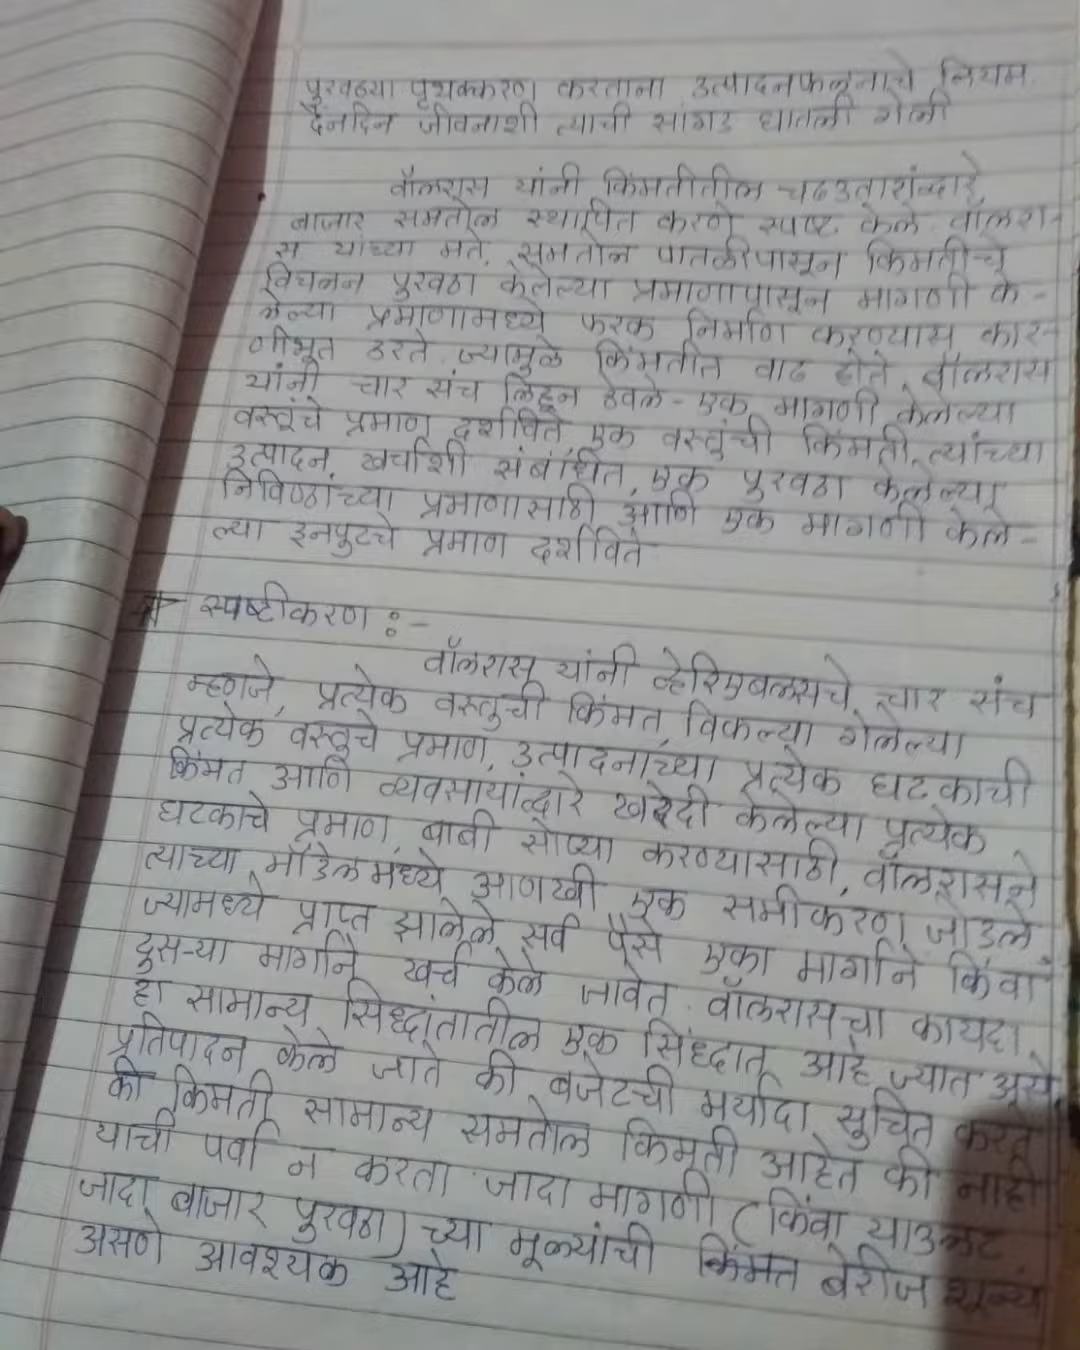 पुरवठ्या पृथक्करण करताना उत्पादनफलनाचे नियम.
दैनंदिन जीवनाशी त्याची सांगड घातली गेली
वॉलरास यांनी किंमतीतील चढउतारांव्दारे
बाजार समतोल स्थापित करणे स्पष्ट केले. वॉलरा-
स यांच्या मते, समतोल पातळीपासून किंमतीचे
विचलन पुरवठा केलेल्या प्रमाणापासून मागणी के-
लेल्या प्रमाणामध्ये फरक निर्माण करण्यास कार-
णीभूत ठरते. ज्यामुळे किंमतीत वाढ होते. वॉलरास
यांनी चार संच लिहून ठेवले - एक मागणी केलेल्या
वस्तूंचे प्रमाण दर्शविते एक वस्तुंची किंमती, त्यांच्या
उत्पादन खर्चाशी संबंधित, एक पुरवठा केलेल्या
निविष्ठांच्या प्रमाणासाठी आणि एक मागणी केले-
ल्या इनपुटचे प्रमाण दर्शविते
स्पष्टीकरण :-
वॉलरास यांनी व्हेरिएबल्सचे चार संच
म्हणजे, प्रत्येक वस्तुची किंमत, विकल्या गेलेल्या
प्रत्येक वस्तूचे प्रमाण, उत्पादनाच्या प्रत्येक घटकाची
किंमत आणि व्यवसायांव्दारे खरेदी केलेल्या प्रत्येक
घटकाचे प्रमाण, बाबी सोप्या करण्यासाठी, वॉलरासने
त्याच्या मॉडेलमध्ये आणखी एक समीकरण जोडले
ज्यामध्ये प्राप्त झालेले सर्व पैसे एका मार्गाने किंवा
दुसऱ्या मार्गाने खर्च केले जावेत. वॉलरासचा कायदा
हा सामान्य सिध्दांतातील एक सिध्दांत आहे ज्यात असे
प्रतिपादन केले जाते की बजेटची मर्यादा सुचित करत
की किंमती सामान्य समतोल किंमती आहेत की नाही
याची पर्वा न करता जादा मागणी (किंवा याउलट
जादा बाजार पुरवठा) च्या मूल्यांची किंमत बेरीज शून्य
असणे आवश्यक आहे